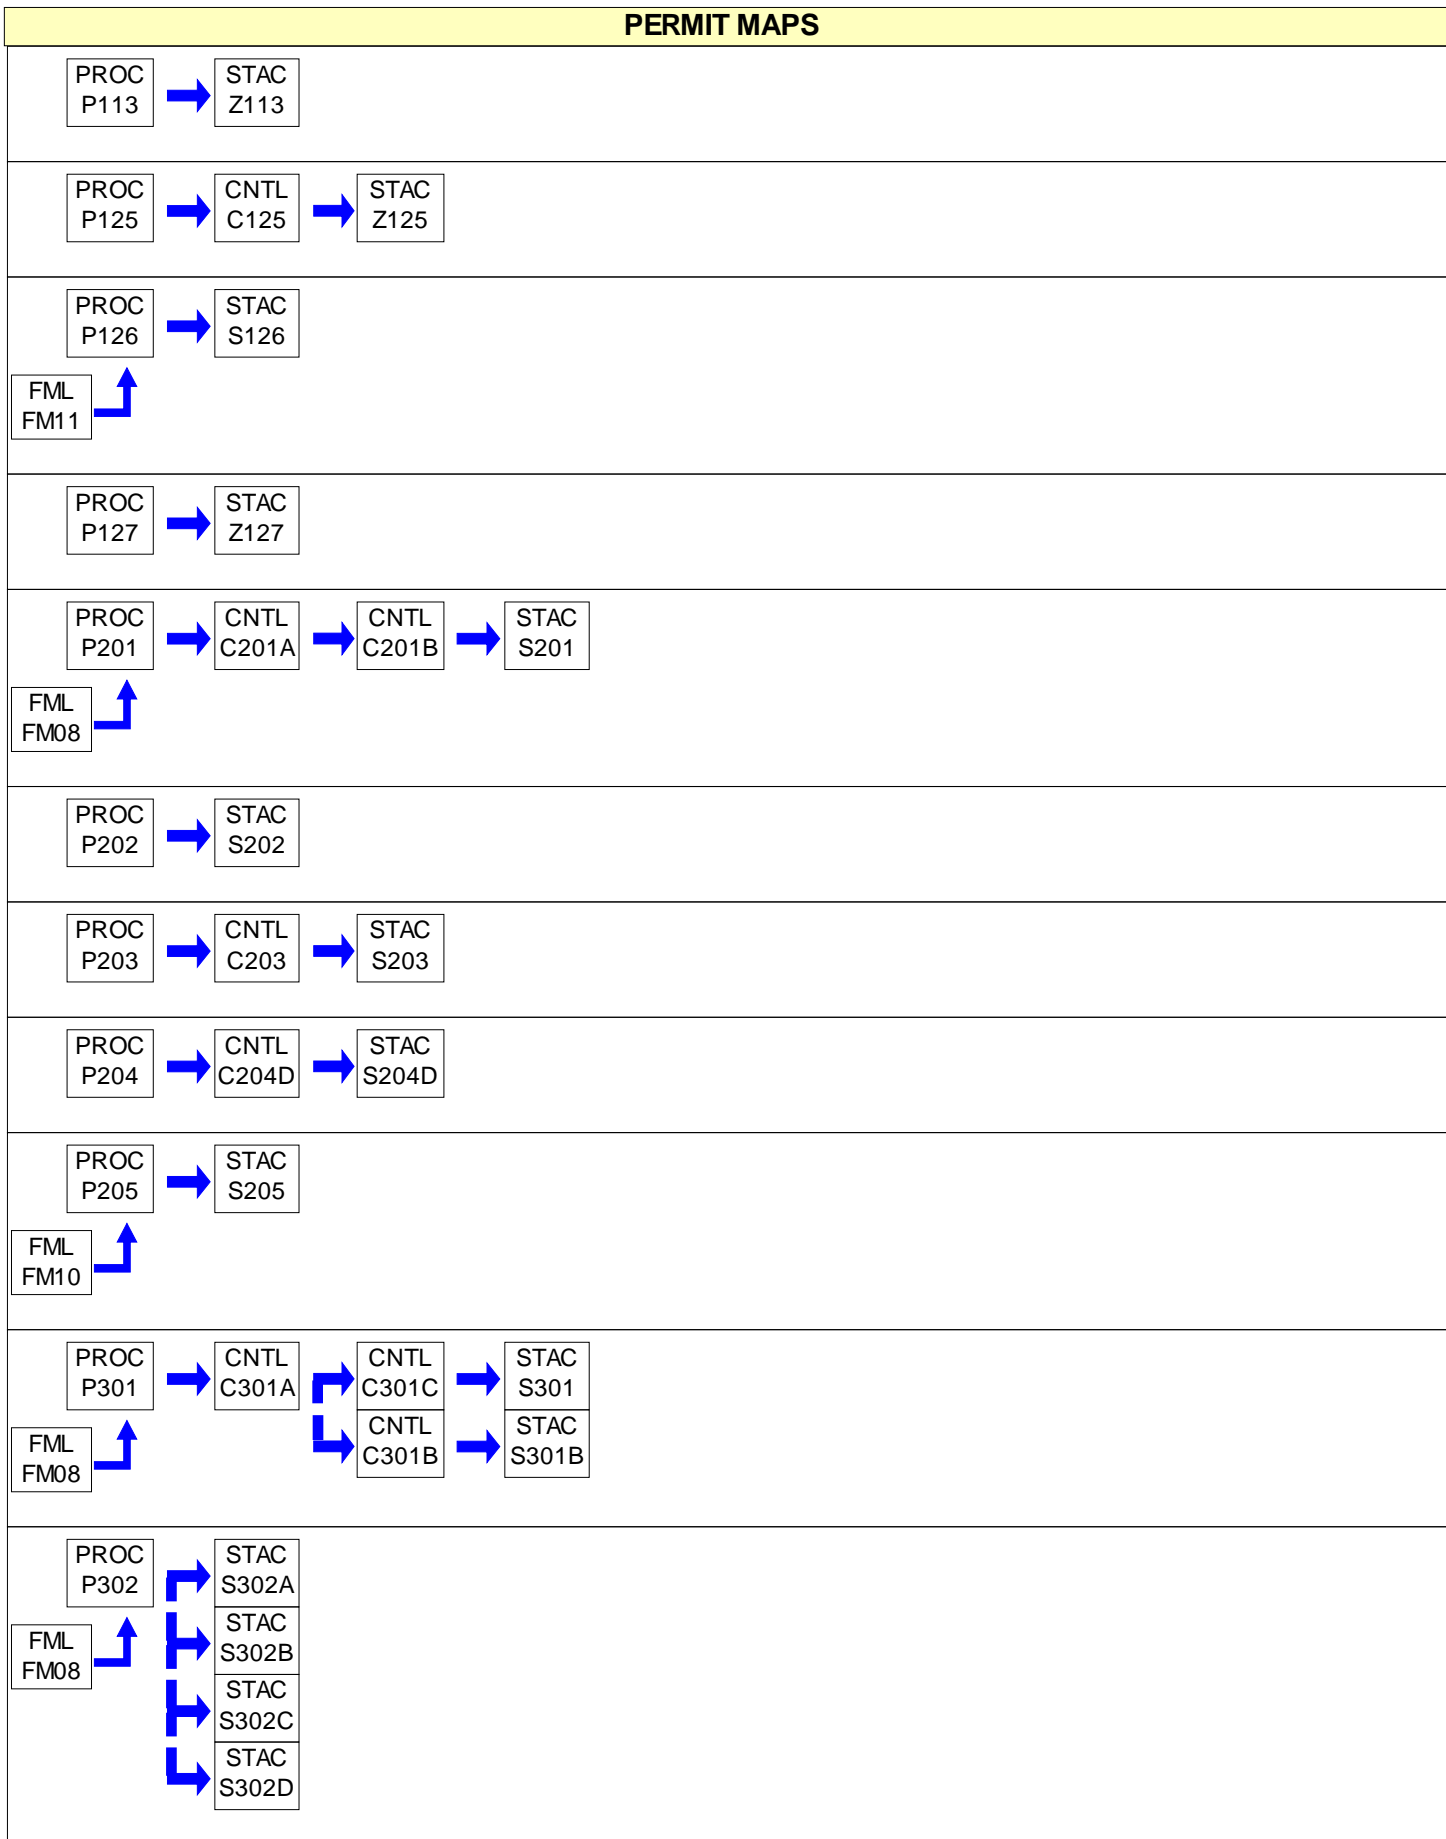 PERMIT MAPS
PROC
P113
STAC
Z113
PROC
P125
CNTL
C125
STAC
Z125
PROC
P126
STAC
S126
FML
FM11
PROC
P127
STAC
Z127
PROC
P201
CNTL
C201A
CNTL
C201B
STAC
S201
FML
FM08
PROC
P202
STAC
S202
PROC
P203
CNTL
C203
STAC
S203
PROC
P204
CNTL
C204D
STAC
S204D
PROC
P205
STAC
S205
FML
FM10
PROC
P301
CNTL
C301A
CNTL
C301C
STAC
S301
CNTL
C301B
STAC
S301B
FML
FM08
PROC
P302
STAC
S302A
STAC
S302B
FML
FM08
STAC
S302C
STAC
S302D